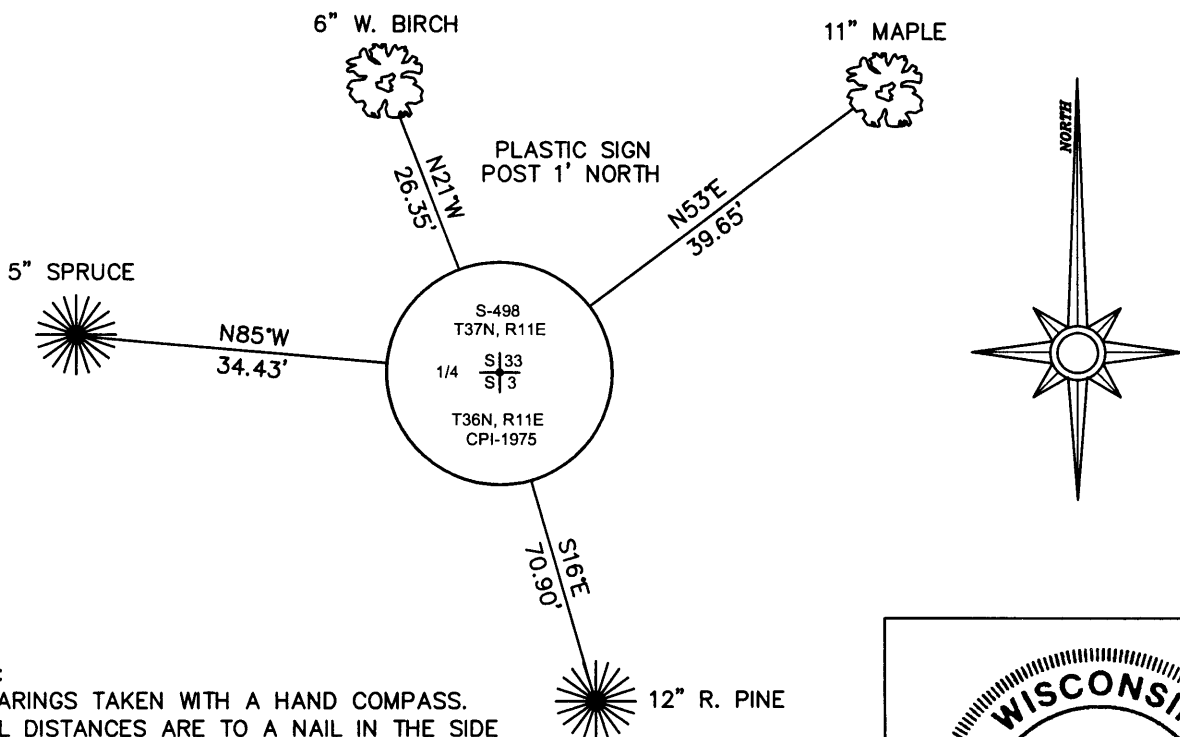 6" W. BIRCH
11" MAPLE
NORTH
PLASTIC SIGN
POST 1' NORTH
N21°W
26.35'
N53°E
39.65'
5" SPRUCE
N85°W
34.43'
S-498
T37N, R11E
1/4 S 33
S 3
T36N, R11E
CPI-1975
S16°E
70.90'
12" R. PINE
ARINGS TAKEN WITH A HAND COMPASS.
L DISTANCES ARE TO A NAIL IN THE SIDE
WISCONSI